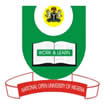 WORK & LEARN
NATIONAL OPEN UNIVERSITY OF NIGERIA